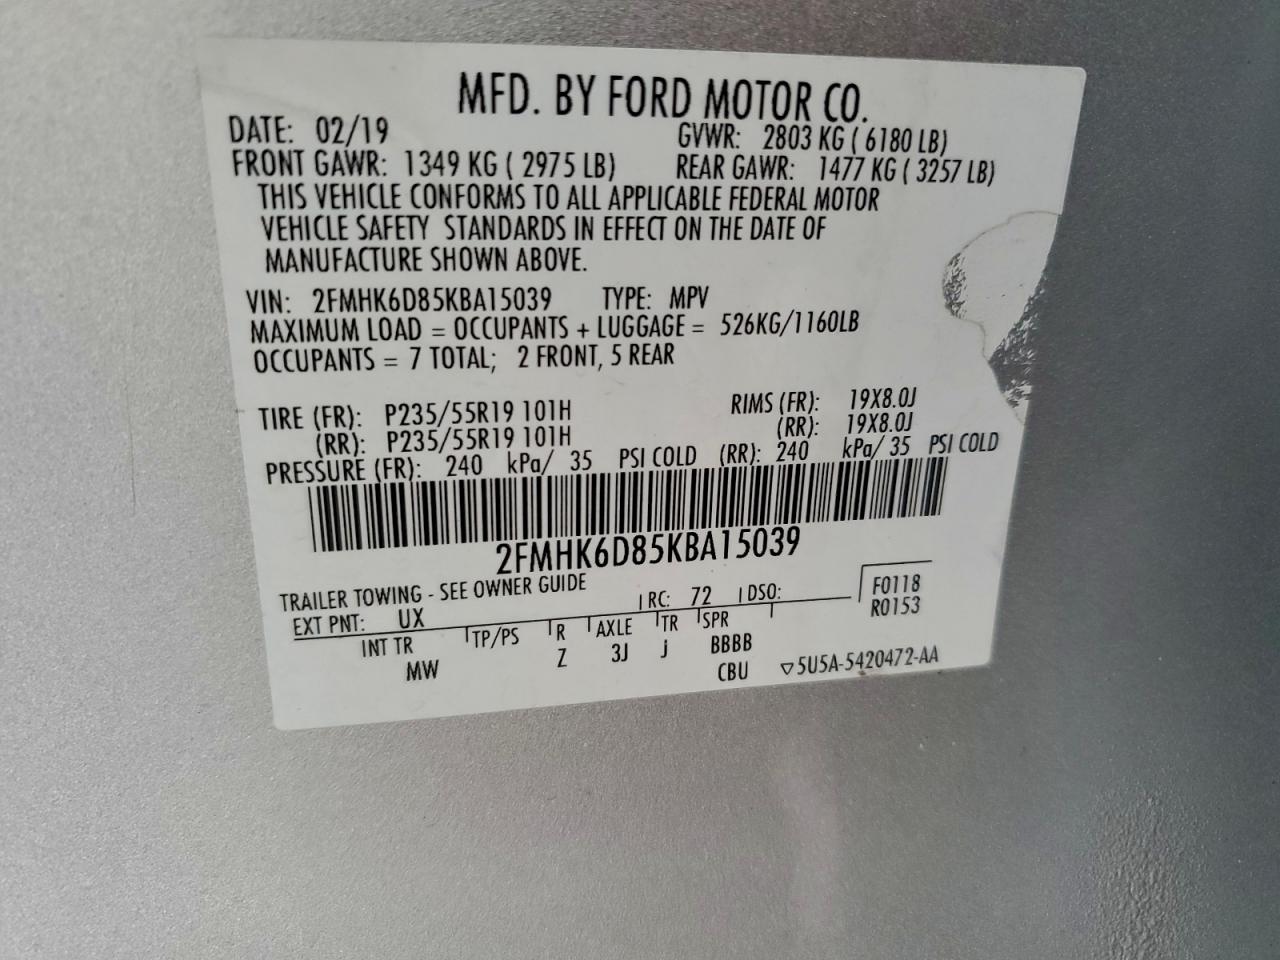 MFD. BY FORD MOTOR CO.
DATE: 02/19 GVWR: 2803 KG ( 6180 LB)
FRONT GAWR: 1349 KG ( 2975 LB) REAR GAWR: 1477 KG ( 3257 LB)
THIS VEHICLE CONFORMS TO ALL APPLICABLE FEDERAL MOTOR
VEHICLE SAFETY STANDARDS IN EFFECT ON THE DATE OF
MANUFACTURE SHOWN ABOVE.
VIN: 2FMHK6D85KBA15039 TYPE: MPV
MAXIMUM LOAD = OCCUPANTS + LUGGAGE = 526KG/1160LB
OCCUPANTS = 7 TOTAL; 2 FRONT, 5 REAR
TIRE (FR): P235/55R19 101H RIMS (FR): 19X8.0J
(RR): P235/55R19 101H (RR): 19X8.0J
PRESSURE (FR): 240 kPa/ 35 PSI COLD (RR): 240 kPa/ 35 PSI COLD
2FMHK6D85KBA15039
TRAILER TOWING - SEE OWNER GUIDE
EXT PNT: UX RC: 72 DSO: F0118
R0153
INT TR TP/PS R AXLE TR SPR
MW Z 3J j BBBB
CBU ▽5U5A-5420472-AA